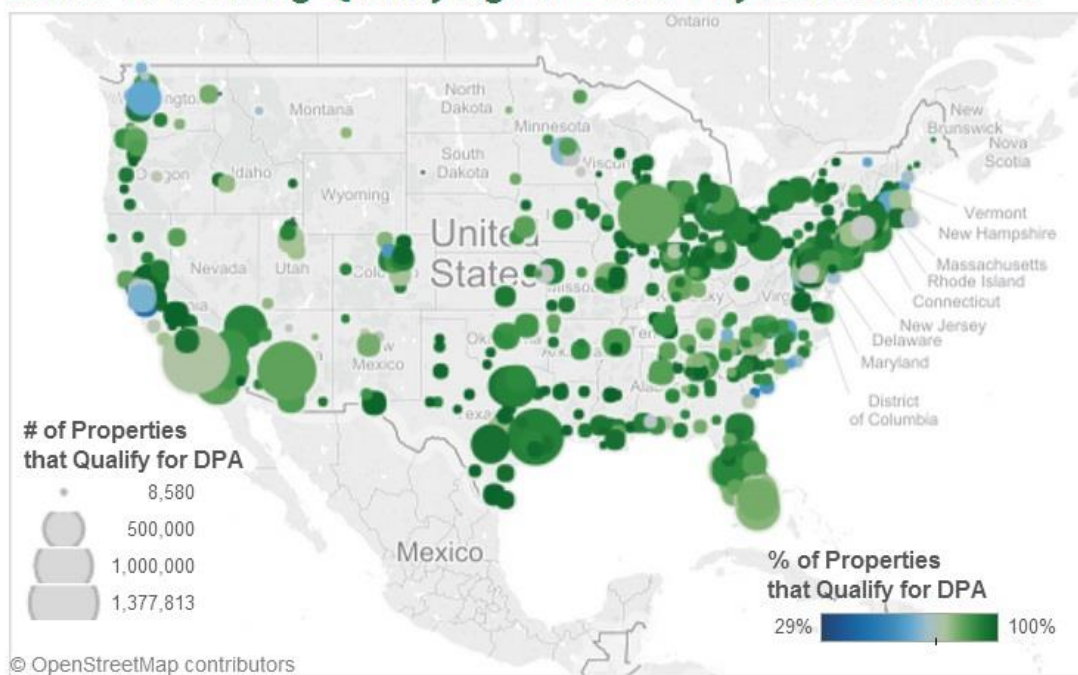 Ontario
North
Dakota
Montana
Minnesota
New
Brunswick
Nova
Scotia
South
Dakota
Idaho
Wyoming
United
States
Vermont
New Hampshire
Massachusetts
Rhode Island
Connecticut
New Jersey
Delaware
Maryland
District
of Columbia
Nevada
Utah
Mexico
# of Properties
that Qualify for DPA
8,580
500,000
1,000,000
1,377,813
Mexico
% of Properties
that Qualify for DPA
29%
100%
© OpenStreetMap contributors